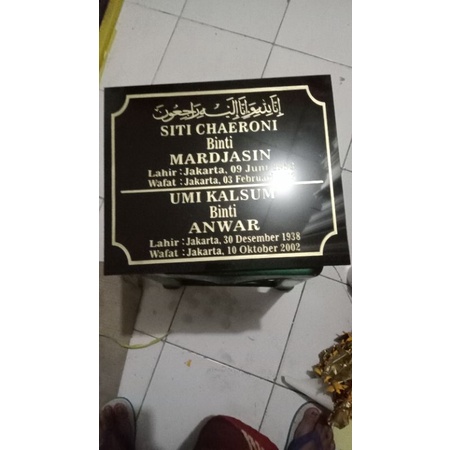 إنا لله وإنا إليه راجعون
SITI CHAERONI
Binti
MARDJASIN
Lahir : Jakarta, 09 Juni
Wafat : Jakarta, 03 Februari
UMI KALSUM
Binti
ANWAR
Lahir : Jakarta, 30 Desember 1938
Wafat : Jakarta, 10 Oktober 2002